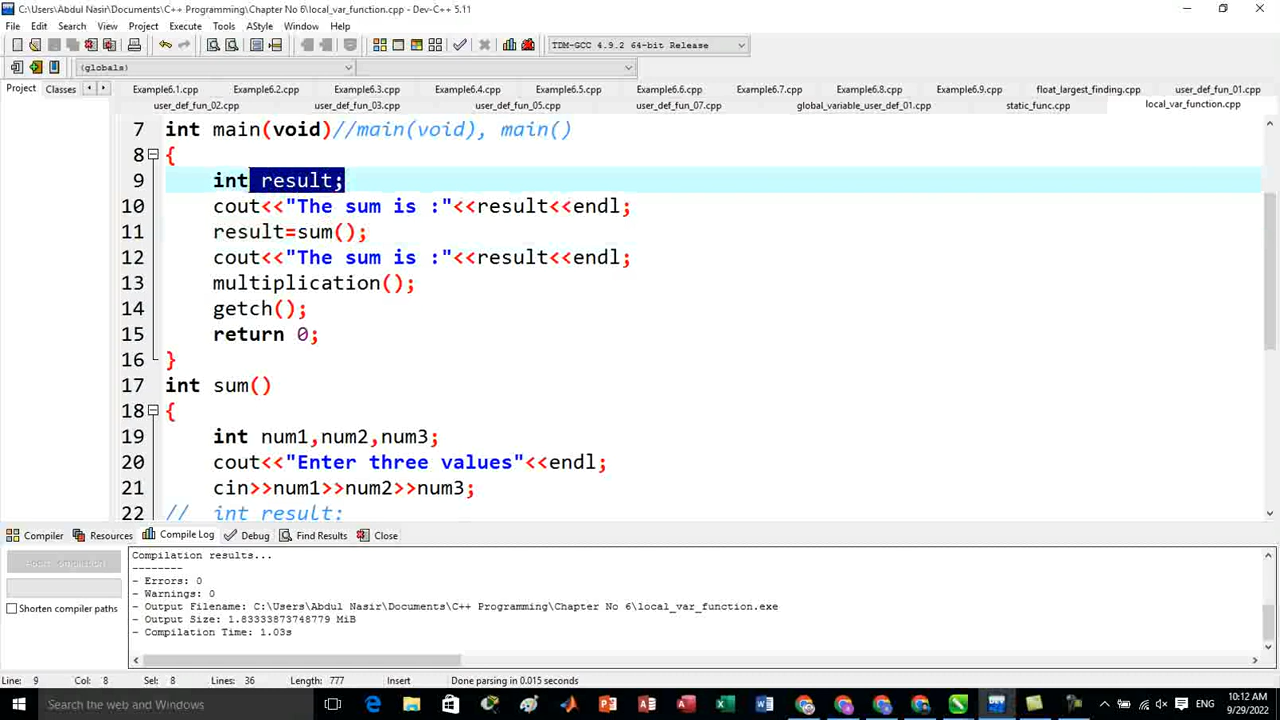 C:\Users\Abdul Nasir\Documents\C++ Programming\Chapter No 6\local_var_function.cpp - Dev-C++ 5.11
File Edit Search View Project Execute Tools AStyle Window Help
TDM-GCC 4.9.2 64-bit Release
(globals)
Project Classes
Example6.1.cpp Example6.2.cpp Example6.3.cpp Example6.4.cpp Example6.5.cpp Example6.6.cpp Example6.7.cpp Example6.8.cpp Example6.9.cpp float_largest_finding.cpp user_def_fun_01.cpp
user_def_fun_02.cpp user_def_fun_03.cpp user_def_fun_05.cpp user_def_fun_07.cpp global_variable_user_def_01.cpp static_func.cpp local_var_function.cpp
7 int main(void)//main(void), main()
8 {
9 int result;
10 cout<<"The sum is :"<<result<<endl;
11 result=sum();
12 cout<<"The sum is :"<<result<<endl;
13 multiplication();
14 getch();
15 return 0;
16 }
17 int sum()
18 {
19 int num1,num2,num3;
20 cout<<"Enter three values"<<endl;
21 cin>>num1>>num2>>num3;
22 // int result;
Compiler Resources Compile Log Debug Find Results Close
Abort Compilation
Shorten compiler paths
Compilation results...
--------
- Errors: 0
- Warnings: 0
- Output Filename: C:\Users\Abdul Nasir\Documents\C++ Programming\Chapter No 6\local_var_function.exe
- Output Size: 1.83333873748779 MiB
- Compilation Time: 1.03s
Line: 9 Col: 8 Sel: 8 Lines: 36 Length: 777 Insert Done parsing in 0.015 seconds
Search the web and Windows
ENG
10:12 AM
9/29/2022